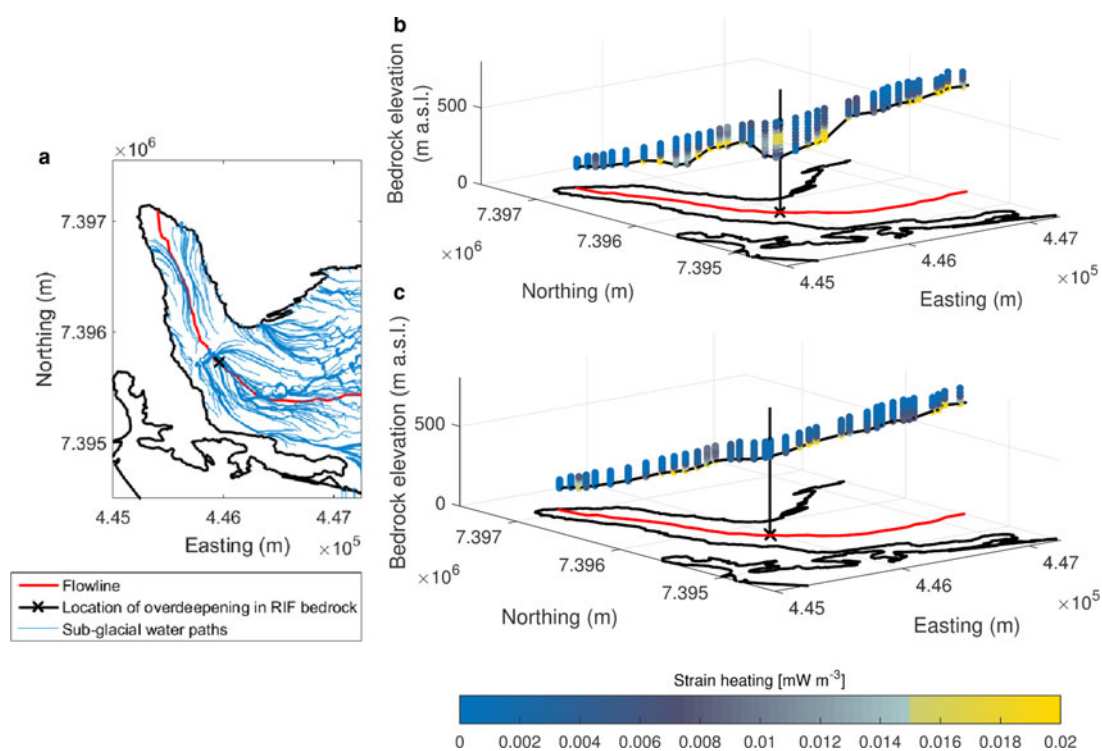 a
× 10⁶
7.397
7.396
7.395
Northing (m)
4.45
4.46
4.47
Easting (m)
× 10⁵
Flowline
Location of overdeepening in RIF bedrock
Sub-glacial water paths
b
Bedrock elevation
(m a.s.l.)
500
0
7.397
7.396
7.395
× 10⁶
Northing (m)
4.45
4.46
4.47
× 10⁵
Easting (m)
c
Bedrock elevation (m a.s.l.)
500
0
7.397
7.396
7.395
× 10⁶
Northing (m)
4.45
4.46
4.47
× 10⁵
Easting (m)
Strain heating [mW m⁻³]
0 0.002 0.004 0.006 0.008 0.01 0.012 0.014 0.016 0.018 0.02